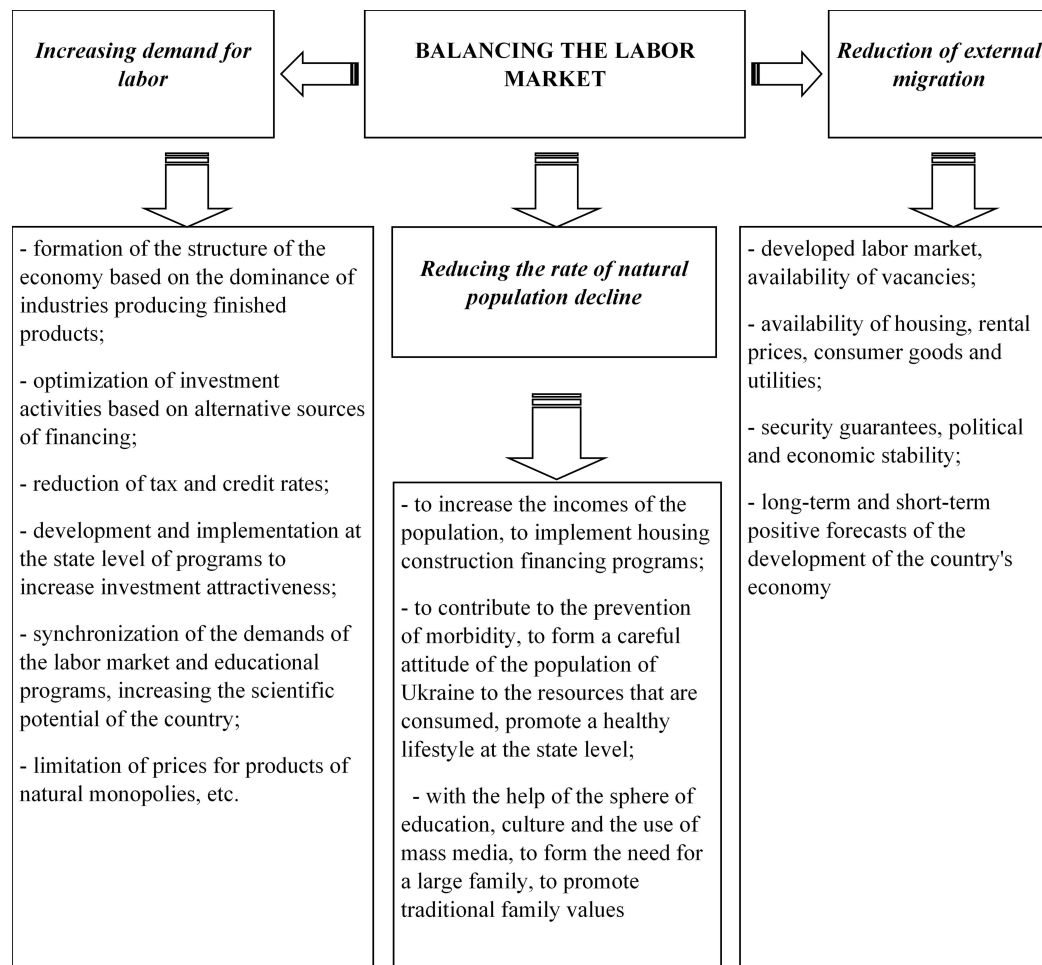 Increasing demand for
labor
BALANCING THE LABOR
MARKET
Reduction of external
migration
- formation of the structure of the
economy based on the dominance of
industries producing finished
products;
- optimization of investment
activities based on alternative sources
of financing;
- reduction of tax and credit rates;
- development and implementation at
the state level of programs to
increase investment attractiveness;
- synchronization of the demands of
the labor market and educational
programs, increasing the scientific
potential of the country;
- limitation of prices for products of
natural monopolies, etc.
Reducing the rate of natural
population decline
- to increase the incomes of the
population, to implement housing
construction financing programs;
- to contribute to the prevention
of morbidity, to form a careful
attitude of the population of
Ukraine to the resources that are
consumed, promote a healthy
lifestyle at the state level;
- with the help of the sphere of
education, culture and the use of
mass media, to form the need for
a large family, to promote
traditional family values
- developed labor market,
availability of vacancies;
- availability of housing, rental
prices, consumer goods and
utilities;
- security guarantees, political
and economic stability;
- long-term and short-term
positive forecasts of the
development of the country's
economy